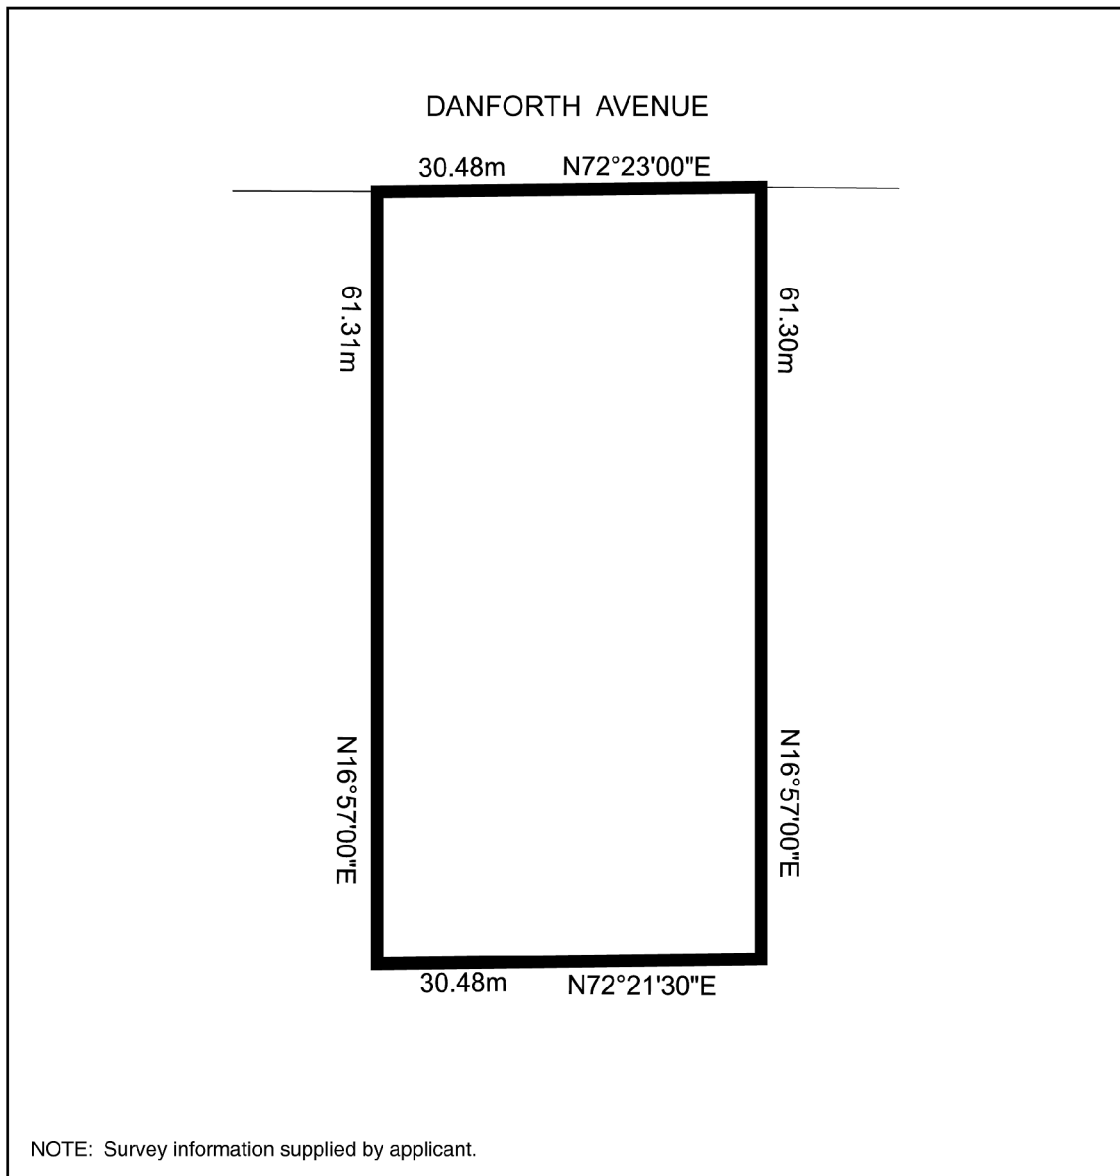 DANFORTH AVENUE
30.48m N72°23'00"E
61.31m
61.30m
N16°57'00"E
N16°57'00"E
30.48m N72°21'30"E
NOTE: Survey information supplied by applicant.